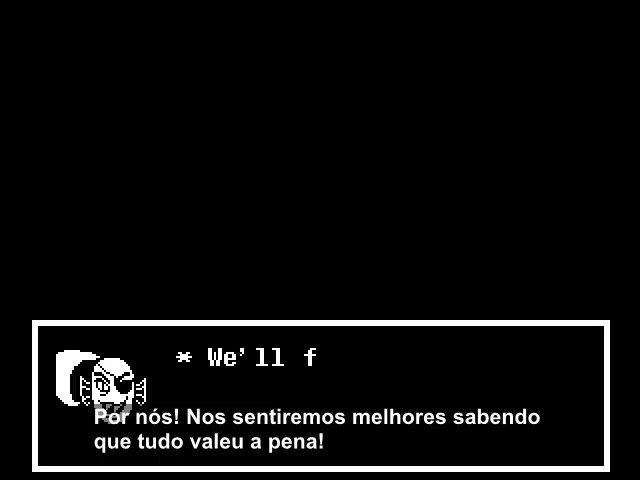 * We'll f
Por nós! Nos sentiremos melhores sabendo
que tudo valeu a pena!